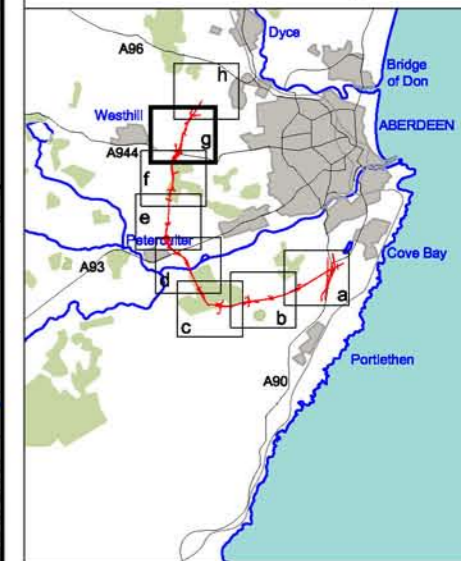 Dyce
A96
Bridge
of Don
h
Westhill
ABERDEEN
g
A944
f
e
Peterculter
Cove Bay
A93
d
a
b
c
Portlethen
A90